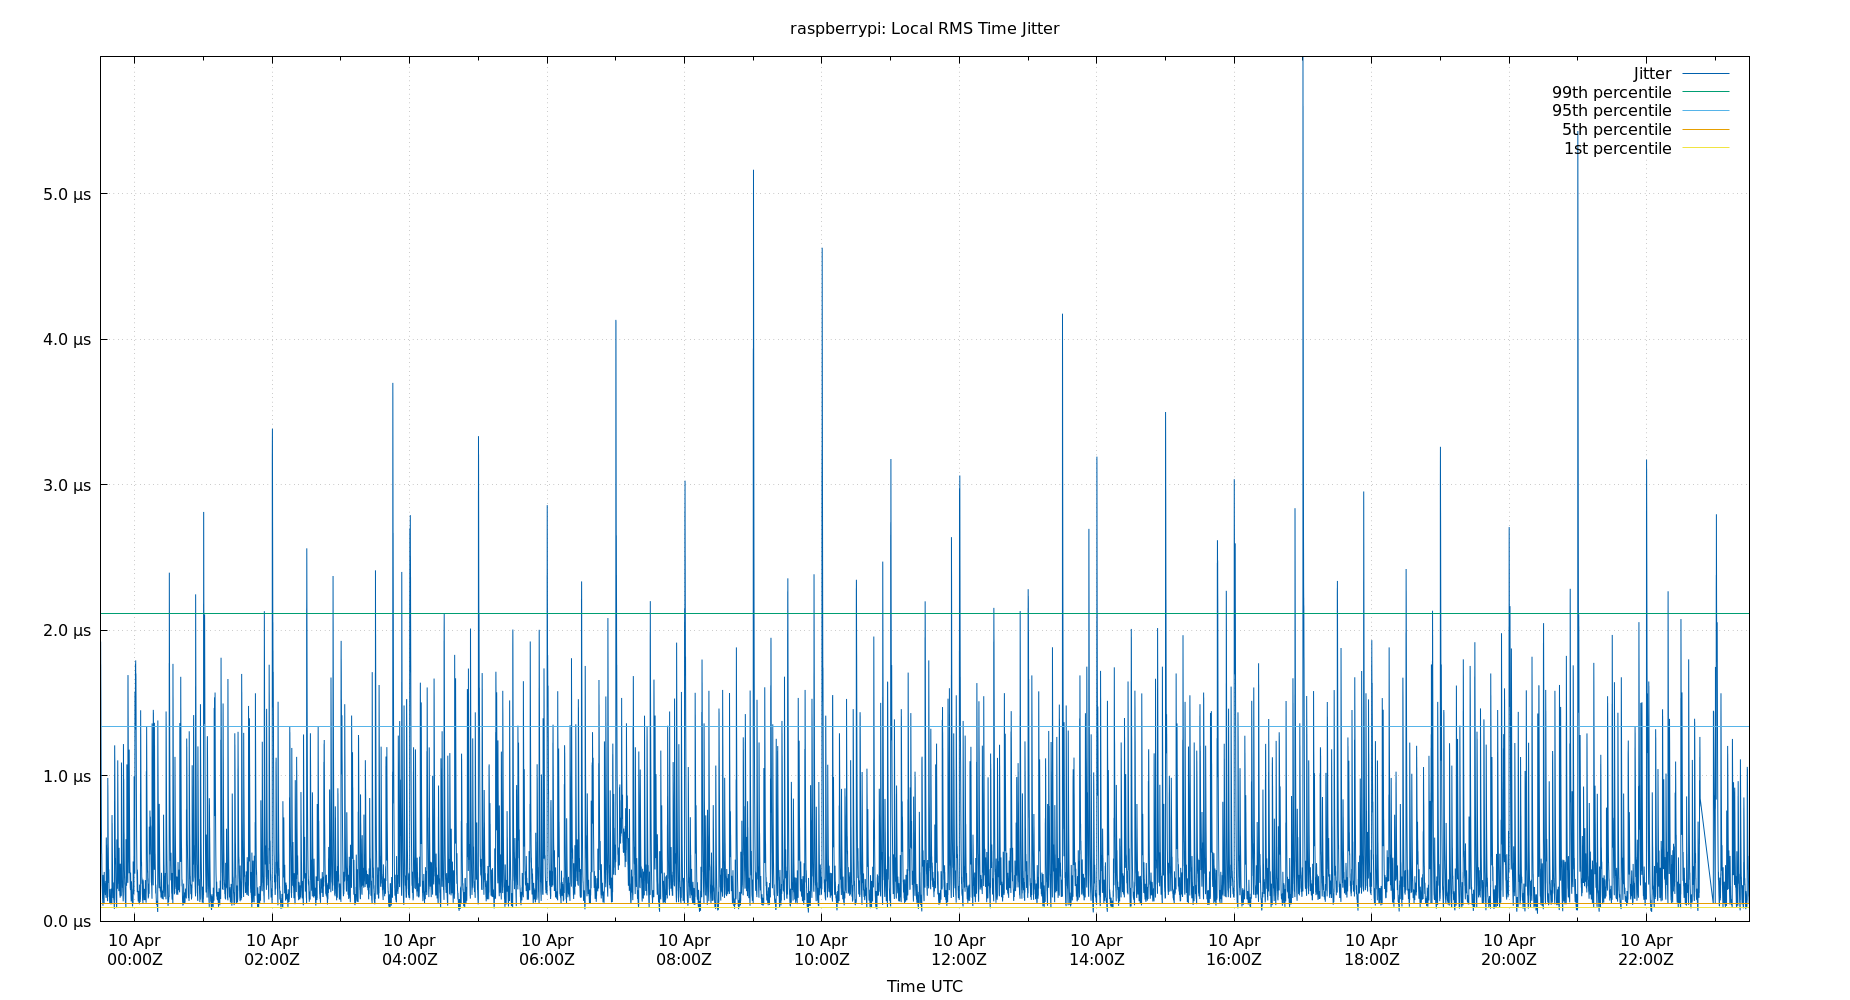 raspberrypi: Local RMS Time Jitter
Jitter
99th percentile
95th percentile
5th percentile
1st percentile
5.0 µs
4.0 µs
3.0 µs
2.0 µs
1.0 µs
0.0 µs
10 Apr 10 Apr 10 Apr 10 Apr 10 Apr 10 Apr 10 Apr 10 Apr 10 Apr 10 Apr 10 Apr 10 Apr
00:00Z 02:00Z 04:00Z 06:00Z 08:00Z 10:00Z 12:00Z 14:00Z 16:00Z 18:00Z 20:00Z 22:00Z
Time UTC